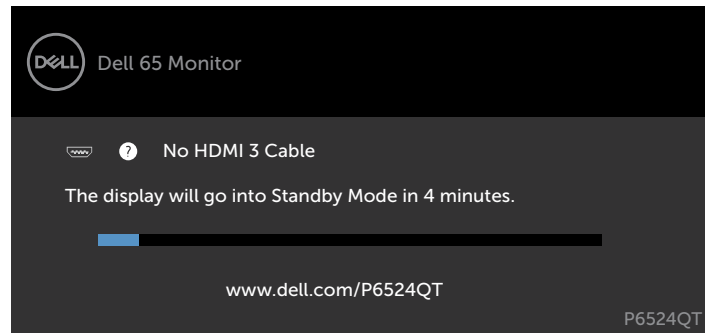 DELL
Dell 65 Monitor
? No HDMI 3 Cable
The display will go into Standby Mode in 4 minutes.
www.dell.com/P6524QT
P6524QT